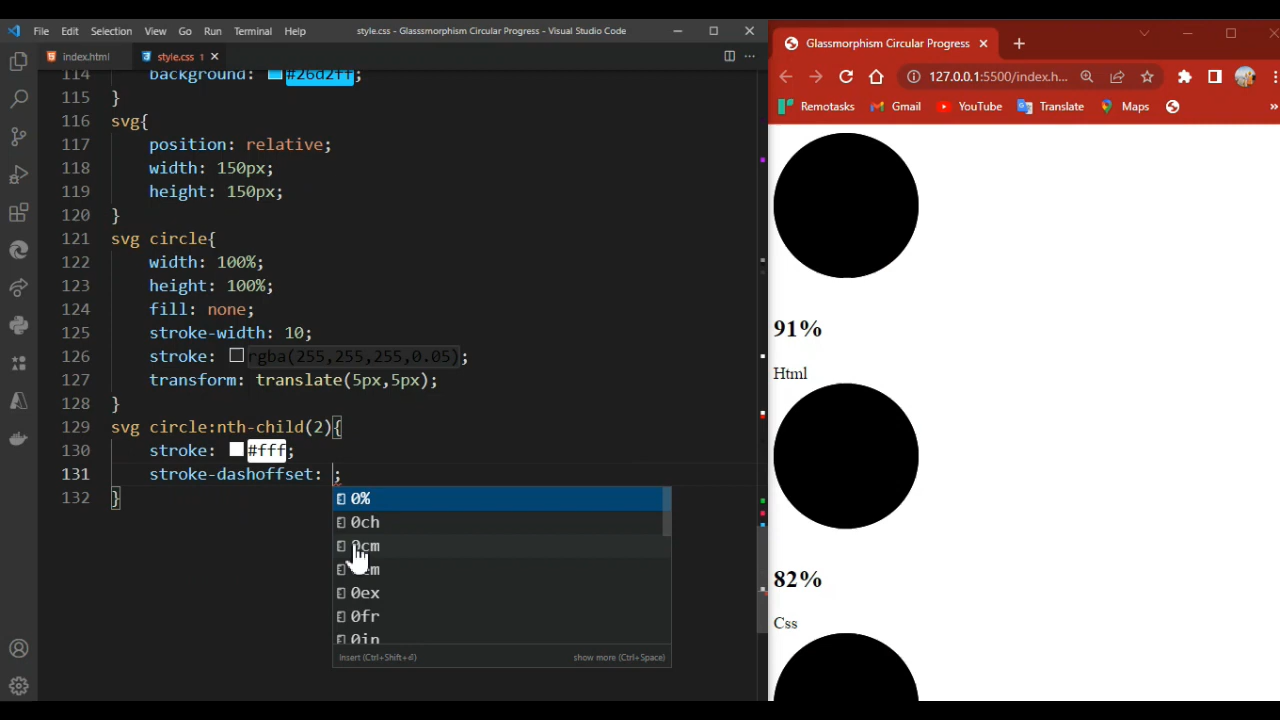 File Edit Selection View Go Run Terminal Help style.css - Glasssmorphism Circular Progress - Visual Studio Code
index.html style.css 1
114 background: #26d2ff;
115 }
116 svg{
117 position: relative;
118 width: 150px;
119 height: 150px;
120 }
121 svg circle{
122 width: 100%;
123 height: 100%;
124 fill: none;
125 stroke-width: 10;
126 stroke: rgba(255,255,255,0.05);
127 transform: translate(5px,5px);
128 }
129 svg circle:nth-child(2){
130 stroke: #fff;
131 stroke-dashoffset: ;
132 }
0%
0ch
0cm
0em
0ex
0fr
0in
insert (Ctrl+Shift+⏎) show more (Ctrl+Space)
Glassmorphism Circular Progress
127.0.0.1:5500/index.h...
Remotasks Gmail YouTube Translate Maps »
91%
Html
82%
Css